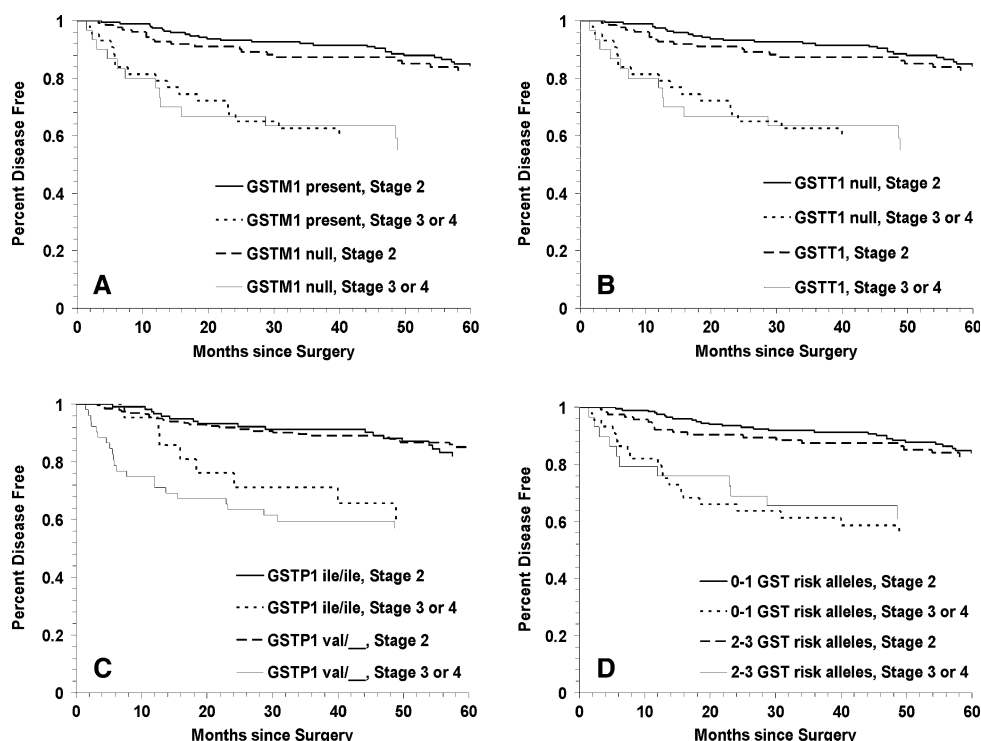 1
0.8
0.6
0.4
0.2
0
Percent Disease Free
GSTM1 present, Stage 2
GSTM1 present, Stage 3 or 4
GSTM1 null, Stage 2
GSTM1 null, Stage 3 or 4
A
0 10 20 30 40 50 60
Months since Surgery
1
0.8
0.6
0.4
0.2
0
Percent Disease Free
GSTT1 null, Stage 2
GSTT1 null, Stage 3 or 4
GSTT1, Stage 2
GSTT1, Stage 3 or 4
B
0 10 20 30 40 50 60
Months since Surgery
1
0.8
0.6
0.4
0.2
0
Percent Disease Free
GSTP1 ile/ile, Stage 2
GSTP1 ile/ile, Stage 3 or 4
GSTP1 val/__, Stage 2
GSTP1 val/__, Stage 3 or 4
C
0 10 20 30 40 50 60
Months since Surgery
1
0.8
0.6
0.4
0.2
0
Percent Disease Free
0-1 GST risk alleles, Stage 2
0-1 GST risk alleles, Stage 3 or 4
2-3 GST risk alleles, Stage 2
2-3 GST risk alleles, Stage 3 or 4
D
0 10 20 30 40 50 60
Months since Surgery